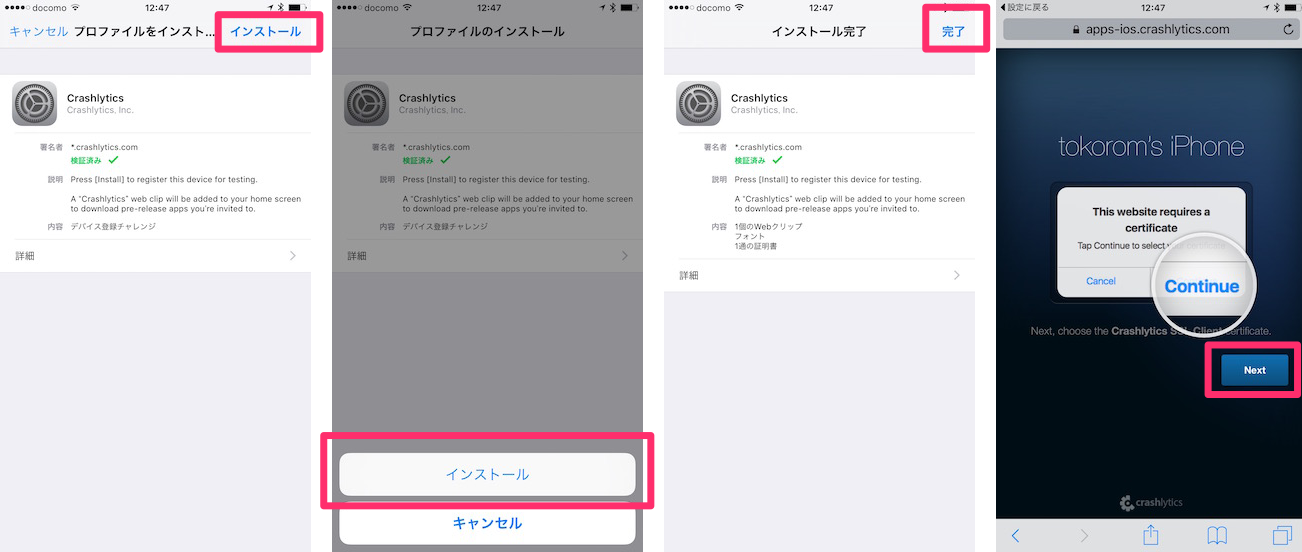 docomo 12:47
キャンセル プロファイルをインスト... インストール
Crashlytics
Crashlytics, Inc.
署名者 *.crashlytics.com
検証済み
説明 Press [Install] to register this device for testing.
A "Crashlytics" web clip will be added to your home screen
to download pre-release apps you're invited to.
内容 デバイス登録チャレンジ
詳細
docomo 12:47
プロファイルのインストール
Crashlytics
Crashlytics, Inc.
署名者 *.crashlytics.com
検証済み
説明 Press [Install] to register this device for testing.
A "Crashlytics" web clip will be added to your home screen
to download pre-release apps you're invited to.
内容 デバイス登録チャレンジ
詳細
インストール
キャンセル
docomo 12:47
インストール完了 完了
Crashlytics
Crashlytics, Inc.
署名者 *.crashlytics.com
検証済み
説明 Press [Install] to register this device for testing.
A "Crashlytics" web clip will be added to your home screen
to download pre-release apps you're invited to.
内容 1個のWebクリップ
フォント
1通の証明書
詳細
設定に戻る 12:47
apps-ios.crashlytics.com
tokorom's iPhone
This website requires a
certificate
Tap Continue to select your certificate
Cancel
Continue
Next, choose the Crashlytics SSL Client certificate.
Next
crashlytics